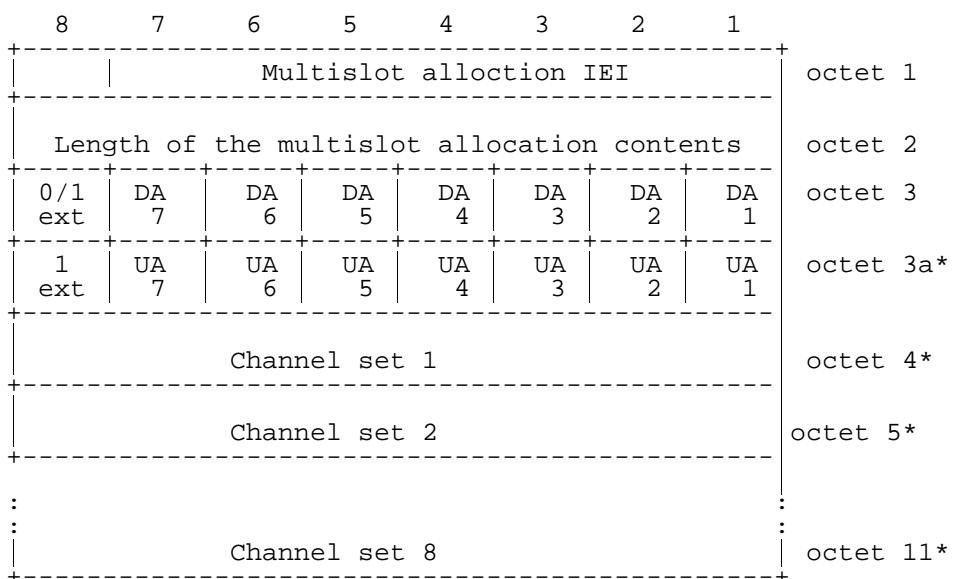 8 7 6 5 4 3 2 1
Multislot alloction IEI octet 1
Length of the multislot allocation contents octet 2
0/1 DA DA DA DA DA DA DA octet 3
ext 7 6 5 4 3 2 1
1 UA UA UA UA UA UA UA octet 3a*
ext 7 6 5 4 3 2 1
Channel set 1 octet 4*
Channel set 2 octet 5*
: :
: :
Channel set 8 octet 11*